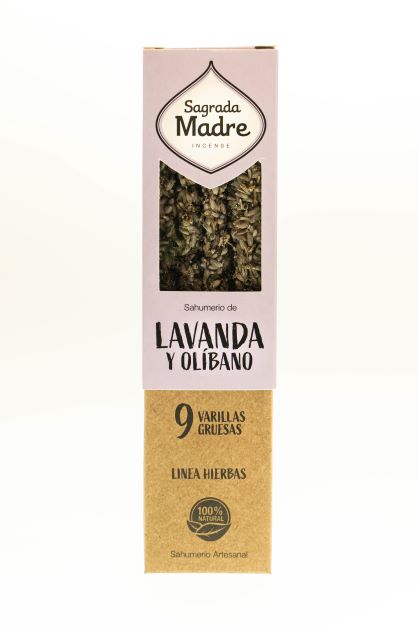 Sagrada
Madre
INCENSE
Sahumerio de
LAVANDA
Y OLÍBANO
9 VARILLAS
GRUESAS
LINEA HIERBAS
100%
NATURAL
Sahumerio Artesanal